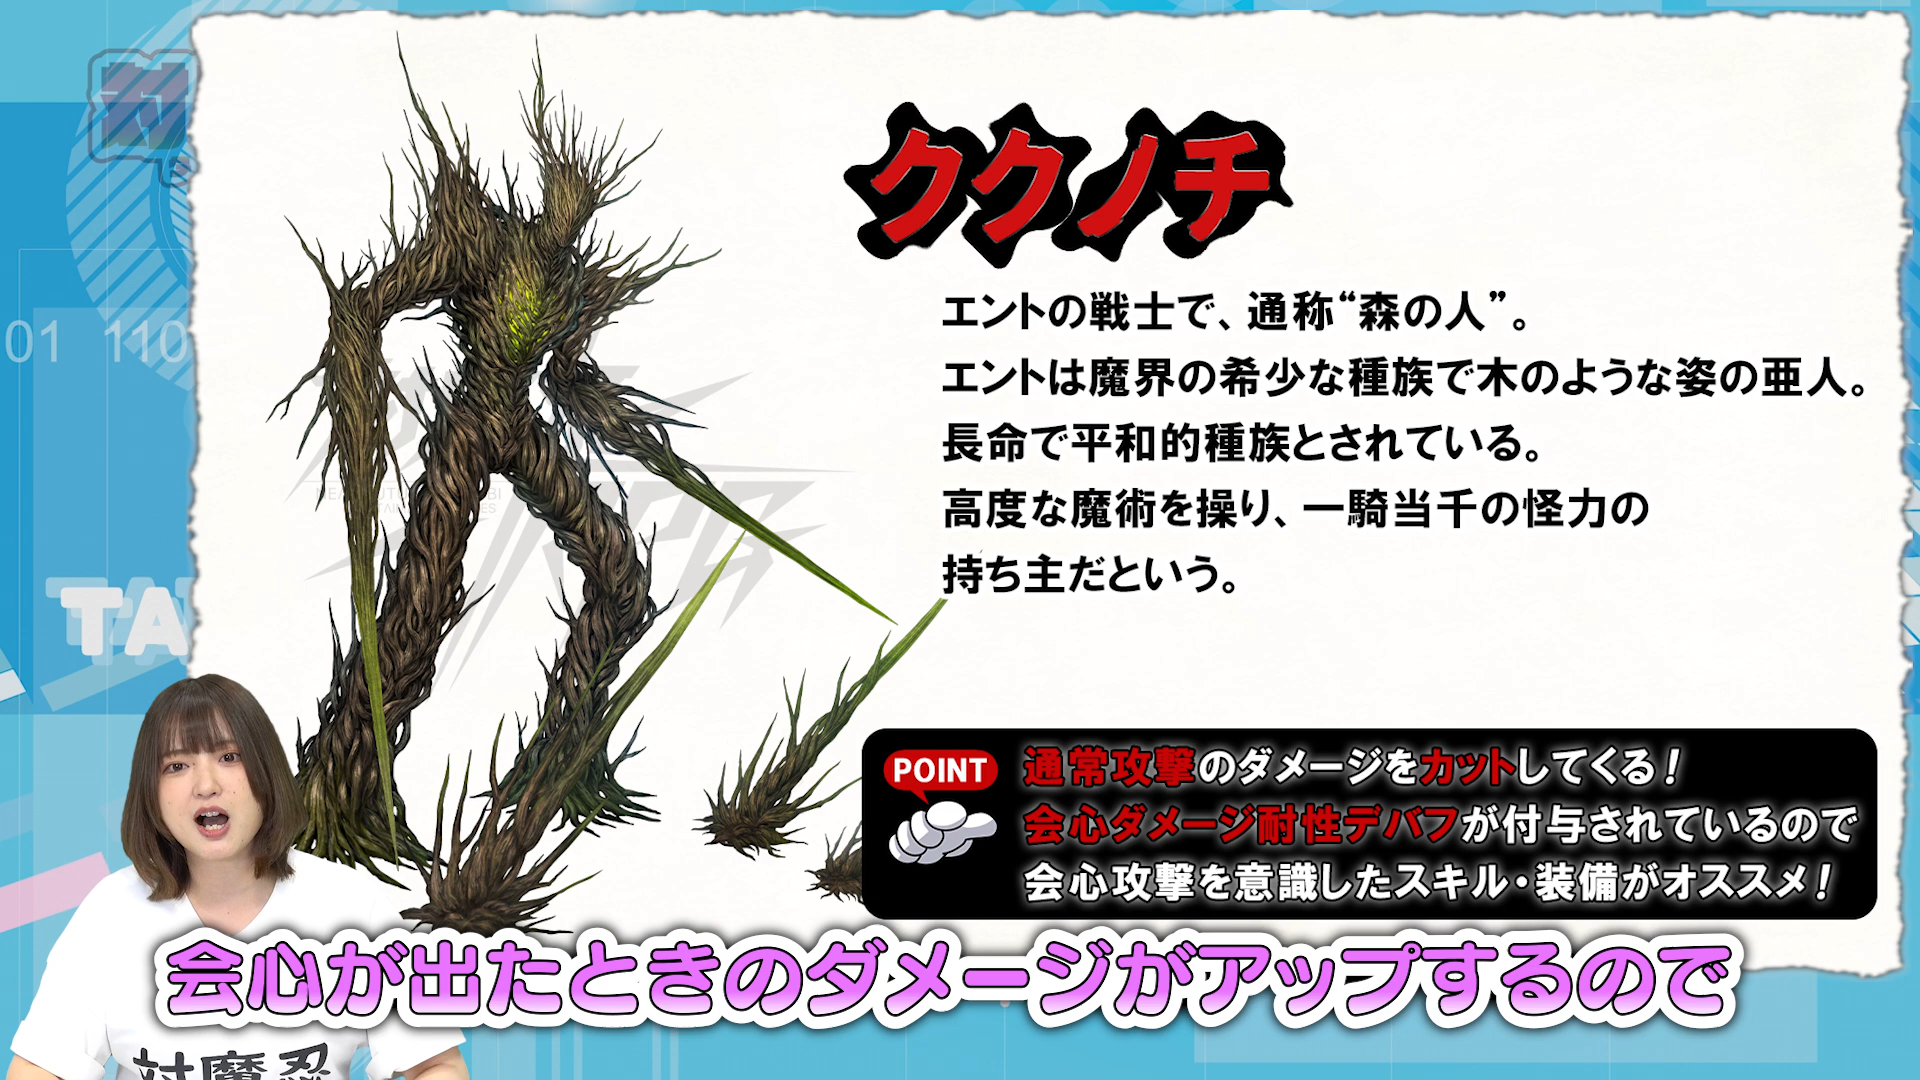 対
ククノチ
エントの戦士で、通称“森の人”。
エントは魔界の希少な種族で木のような姿の亜人。
長命で平和的種族とされている。
高度な魔術を操り、一騎当千の怪力の
持ち主だという。
01 110
TA
POINT
通常攻撃のダメージをカットしてくる！
会心ダメージ耐性デバフが付与されているので
会心攻撃を意識したスキル・装備がオススメ！
会心が出たときのダメージがアップするので
対魔忍